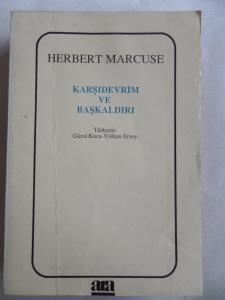 HERBERT MARCUSE
KARŞIDEVRİM
VE
BAŞKALDIRI
Türkçesi:
Gürol Koca-Volkan Ersoy
ara